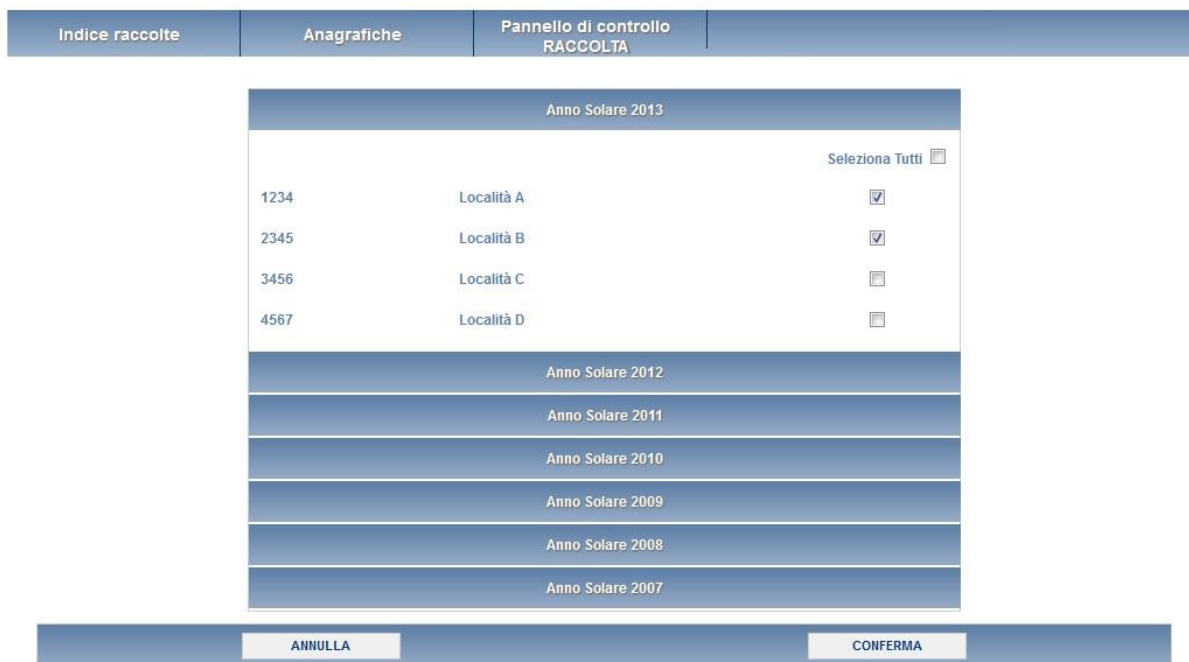 Indice raccolte
Anagrafiche
Pannello di controllo
RACCOLTA
Anno Solare 2013
Seleziona Tutti
1234 Località A
2345 Località B
3456 Località C
4567 Località D
Anno Solare 2012
Anno Solare 2011
Anno Solare 2010
Anno Solare 2009
Anno Solare 2008
Anno Solare 2007
ANNULLA
CONFERMA